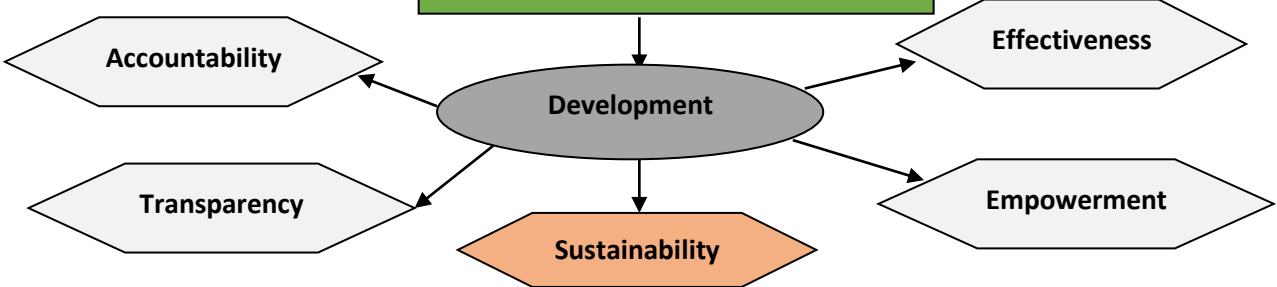 Effectiveness
Accountability
Development
Transparency
Empowerment
Sustainability